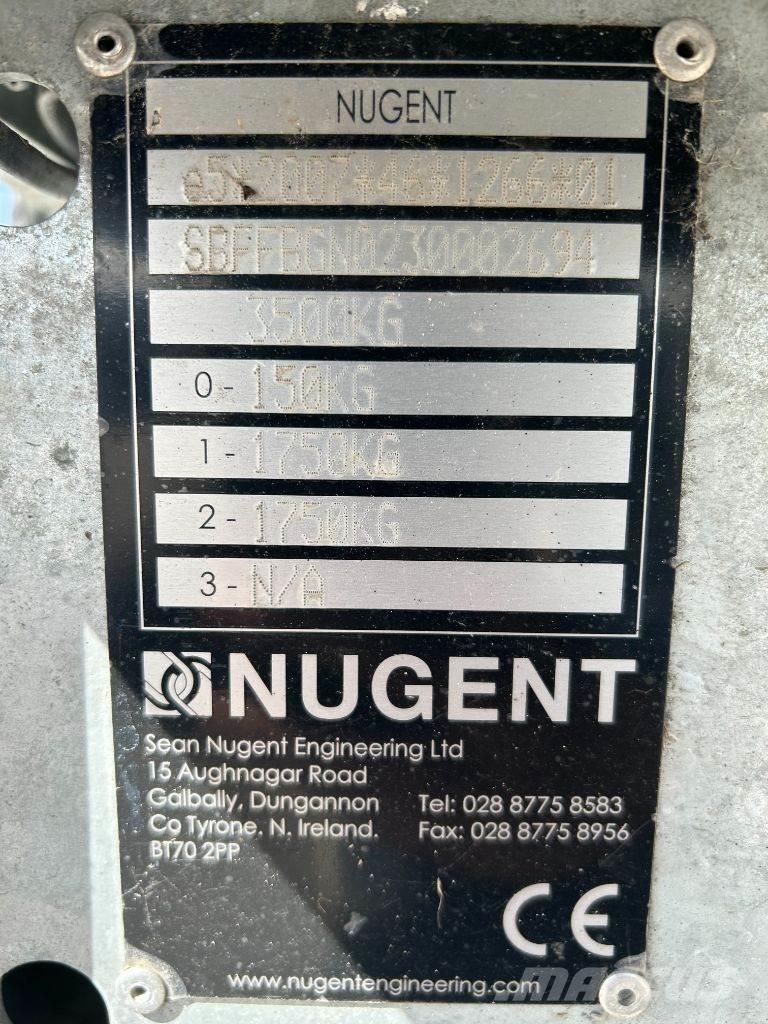 NUGENT
e5*2007*46*1266*01
SBFFBGN0230002694
3500KG
0 - 150KG
1 - 1750KG
2 - 1750KG
3 - N/A
NUGENT
Sean Nugent Engineering Ltd
15 Aughnagar Road
Galbally, Dungannon Tel: 028 8775 8583
Co Tyrone. N. Ireland. Fax: 028 8775 8956
BT70 2PP
CE
www.nugentengineering.com
MASCUS